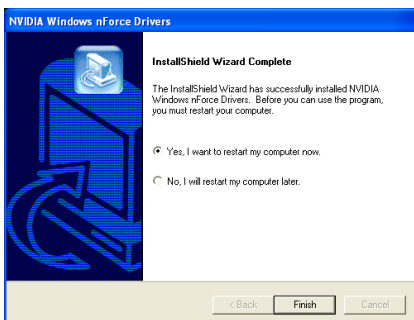 NVIDIA Windows nForce Drivers
InstallShield Wizard Complete
The InstallShield Wizard has successfully installed NVIDIA
Windows nForce Drivers. Before you can use the program,
you must restart your computer.
Yes, I want to restart my computer now.
No, I will restart my computer later.
< Back Finish Cancel